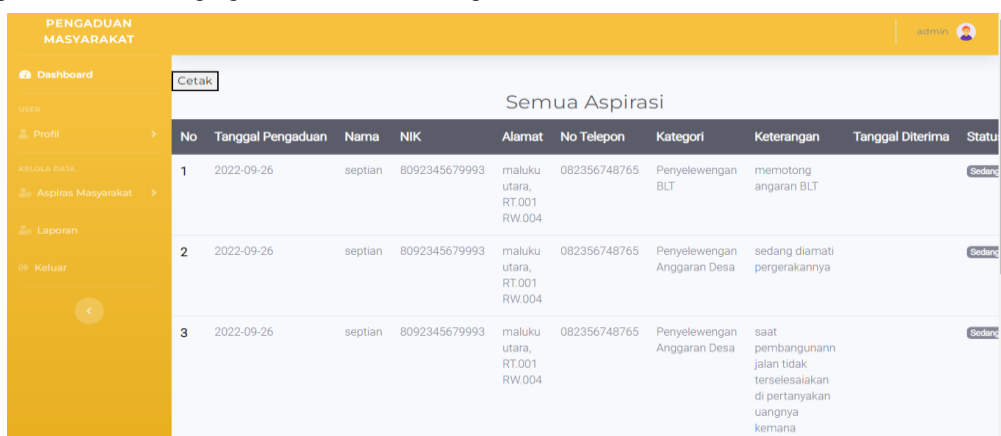 PENGADUAN
MASYARAKAT
admin
Dashboard
Cetak
Semua Aspirasi
USER
Profil
No Tanggal Pengaduan Nama NIK Alamat No Telepon Kategori Keterangan Tanggal Diterima Statu
KELOLA DATA
Aspiras Masyarakat
Laporan
Keluar
1 2022-09-26 septian 8092345679993 maluku 082356748765 Penyelewengan memotong Sedang
utara, BLT angaran BLT
RT.001
RW.004
2 2022-09-26 septian 8092345679993 maluku 082356748765 Penyelewengan sedang diamati Sedang
utara, Anggaran Desa pergerakannya
RT.001
RW.004
3 2022-09-26 septian 8092345679993 maluku 082356748765 Penyelewengan saat Sedang
utara, Anggaran Desa pembangunann
RT.001 jalan tidak
RW.004 terselesaiakan
di pertanyakan
uangnya
kemana